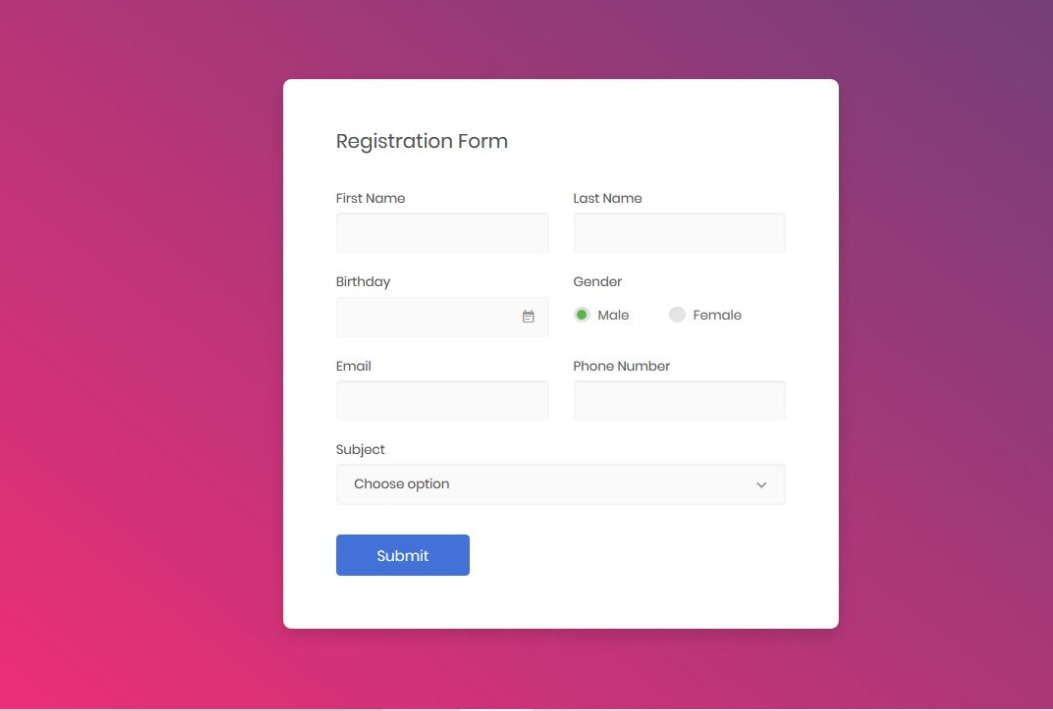 Registration Form
First Name Last Name
Birthday Gender
Male Female
Email Phone Number
Subject
Choose option
Submit